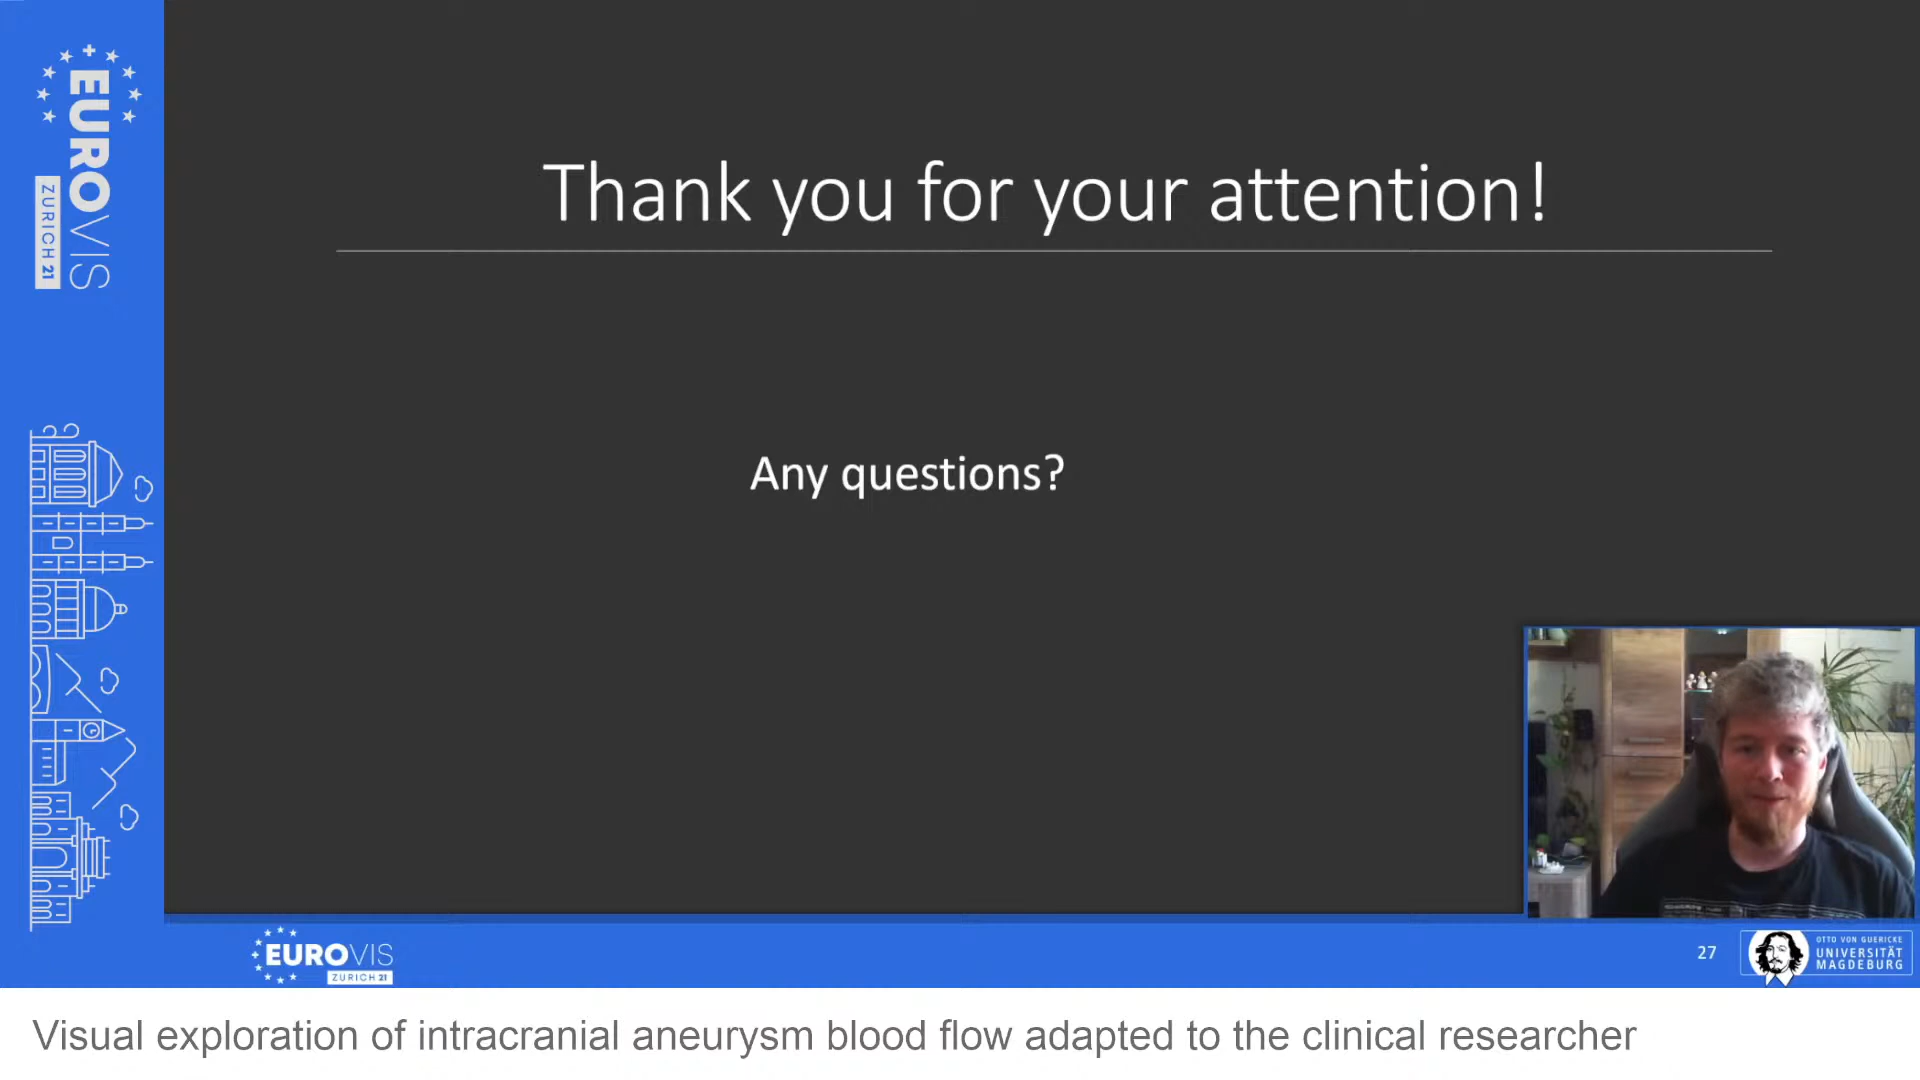 EUROVIS
ZURICH 21
Thank you for your attention!
Any questions?
EUROVIS
ZURICH 21
27
OTTO VON GUERICKE
UNIVERSITÄT
MAGDEBURG
Visual exploration of intracranial aneurysm blood flow adapted to the clinical researcher